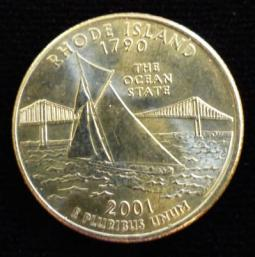 RHODE ISLAND
1790
THE
OCEAN
STATE
2001
E PLURIBUS UNUM